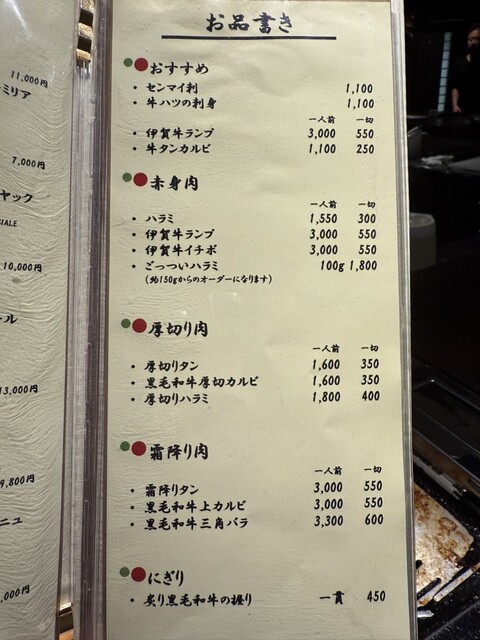 お品書き
おすすめ
・センマイ刺 1,100
・牛ハツの刺身 1,100
一人前 一切
・伊賀牛ランプ 3,000 550
・牛タンカルビ 1,100 250
赤身肉
一人前 一切
・ハラミ 1,550 300
・伊賀牛ランプ 3,000 550
・伊賀牛イチボ 3,000 550
・ごっついハラミ 100g 1,800
(約150gからのオーダーになります)
厚切り肉
一人前 一切
・厚切りタン 1,600 350
・黒毛和牛厚切カルビ 1,600 350
・厚切りハラミ 1,800 400
霜降り肉
一人前 一切
・霜降りタン 3,000 550
・黒毛和牛上カルビ 3,000 550
・黒毛和牛三角バラ 3,300 600
にぎり
・炙り黒毛和牛の握り 一貫 450
11,000円
ミリア
7,000円
ヤック
IALE
10,000円
ール
13,000円
9,800円
ニュ
,000円